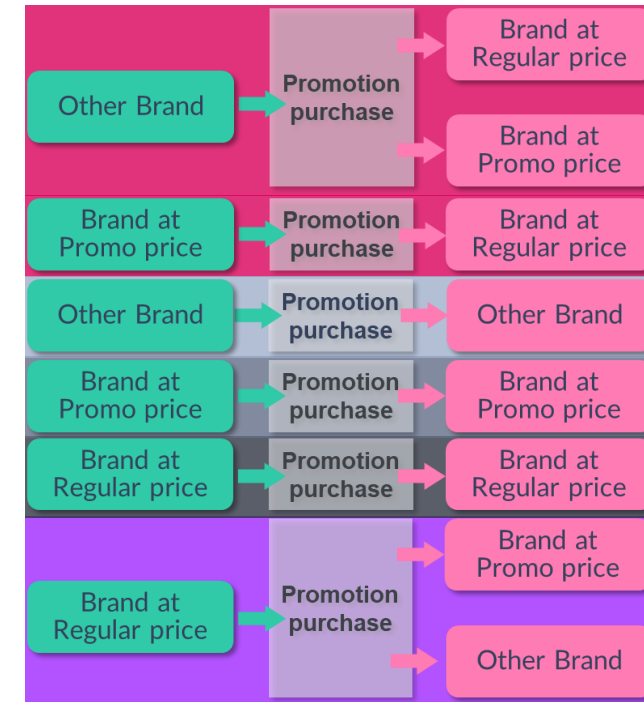 Brand at
Regular price
Other Brand
Promotion
purchase
Brand at
Promo price
Brand at
Promo price
Promotion
purchase
Brand at
Regular price
Other Brand
Promotion
purchase
Other Brand
Brand at
Promo price
Promotion
purchase
Brand at
Promo price
Brand at
Regular price
Promotion
purchase
Brand at
Regular price
Brand at
Promo price
Brand at
Regular price
Promotion
purchase
Other Brand